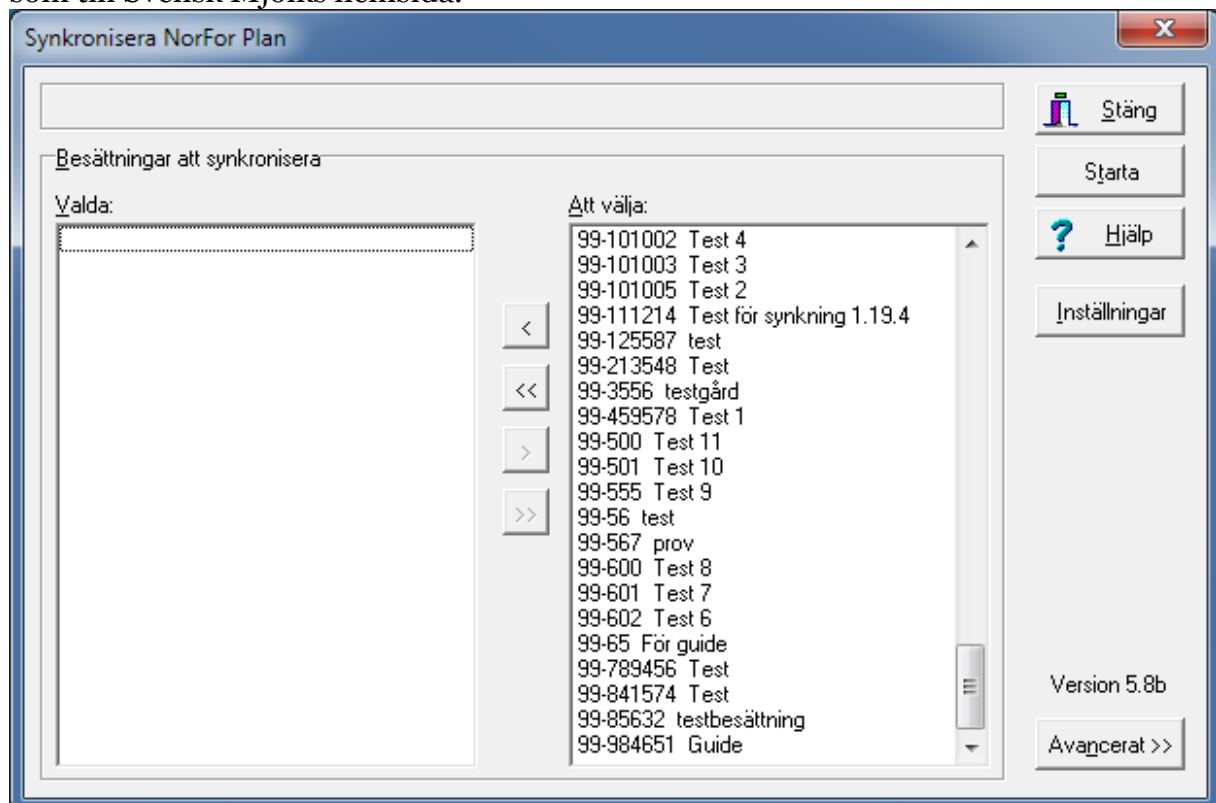 som till Svensk Mjölks hemsida.
Synkronisera NorFor Plan
Stäng
Besättningar att synkronisera
Starta
Valda:
Att välja:
Hjälp
Inställningar
99-101002 Test 4
99-101003 Test 3
99-101005 Test 2
99-111214 Test för synkning 1.19.4
99-125587 test
99-213548 Test
99-3556 testgård
99-459578 Test 1
99-500 Test 11
99-501 Test 10
99-555 Test 9
99-56 test
99-567 prov
99-600 Test 8
99-601 Test 7
99-602 Test 6
99-65 För guide
99-789456 Test
99-841574 Test
99-85632 testbesättning
99-984651 Guide
<
<<
>
>>
Version 5.8b
Avancerat >>